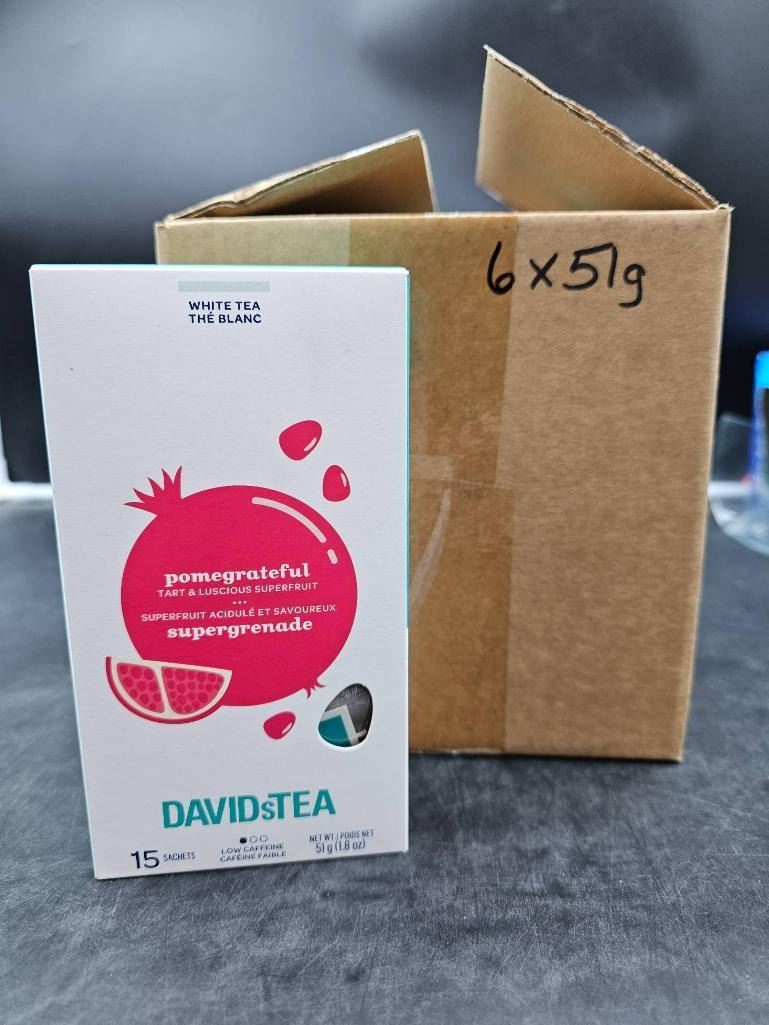 6x51g
WHITE TEA
THÉ BLANC
pomegrateful
TART & LUSCIOUS SUPERFRUIT
SUPERFRUIT ACIDULÉ ET SAVOUREUX
supergrenade
DAVIDsTEA
15 SACHETS
LOW CAFFEINE
CAFÉINE FAIBLE
NET WT. | POIDS NET
51 g (1.8 oz)